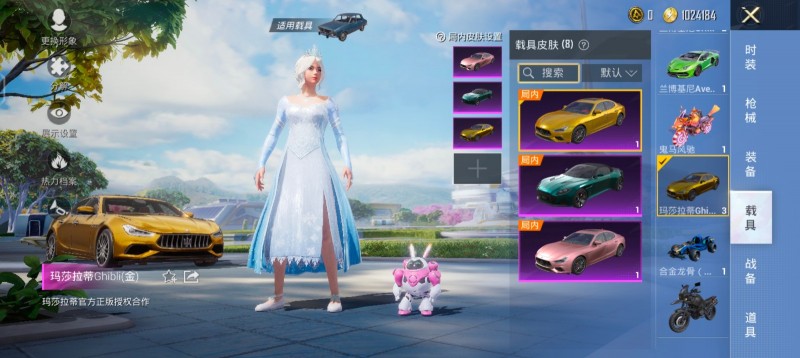 更换形象
分解
展示设置
热力档案
适用载具
局内皮肤设置
载具皮肤 (8)
搜索
默认
局内
1
局内
1
局内
1
0
1024184
兰博基尼Ave...
1
鬼马风驰
1
玛莎拉蒂Ghi...
3
合金龙骨（...
1
时装
枪械
装备
载具
战备
道具
玛莎拉蒂Ghibli(金)
玛莎拉蒂官方正版授权合作